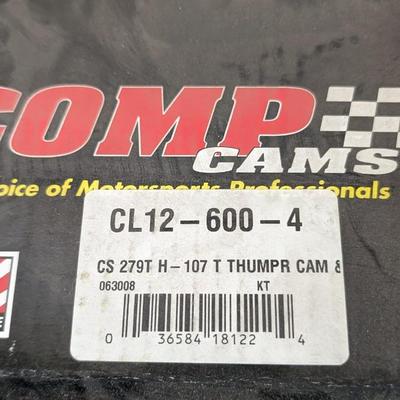 COMP
CAMS
oice of Motorsports Professionals
CL12-600-4
CS 279T H-107 T THUMPR CAM &
063008 KT
0 36584 18122 4